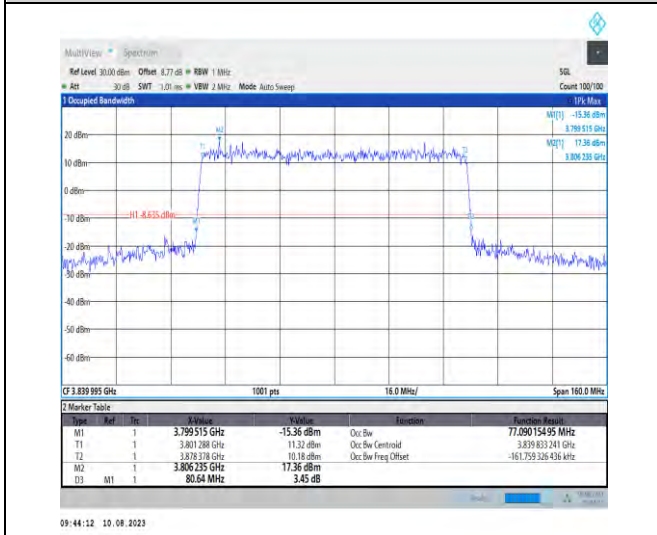 MultiView Spectrum
Ref Level 30.00 dBm Offset 8.77 dB RBW 1 MHz SGL
Att 30 dB SWT 1.01 ms VBW 2 MHz Mode Auto Sweep Count 100/100
1 Occupied Bandwidth 1Pk Max
M1[1] -15.36 dBm
3.799 515 GHz
M2[1] 17.36 dBm
3.806 235 GHz
M2
20 dBm
T1
10 dBm
0 dBm
H1 -8.635 dBm
-10 dBm
M1
-20 dBm
-30 dBm
-40 dBm
-50 dBm
-60 dBm
CF 3.839 995 GHz 1001 pts 16.0 MHz/ Span 160.0 MHz
2 Marker Table
Type Ref Trc X-Value Y-Value Function Function Result
M1 1 3.799 515 GHz -15.36 dBm Occ Bw 77.090 154 95 MHz
T1 1 3.801 288 GHz 11.32 dBm Occ Bw Centroid 3.839 833 241 GHz
T2 1 3.878 378 GHz 10.18 dBm Occ Bw Freq Offset -161.759 326 436 kHz
M2 1 3.806 235 GHz 17.36 dBm
D3 M1 1 80.64 MHz 3.45 dB
09:44:12 10.08.2023